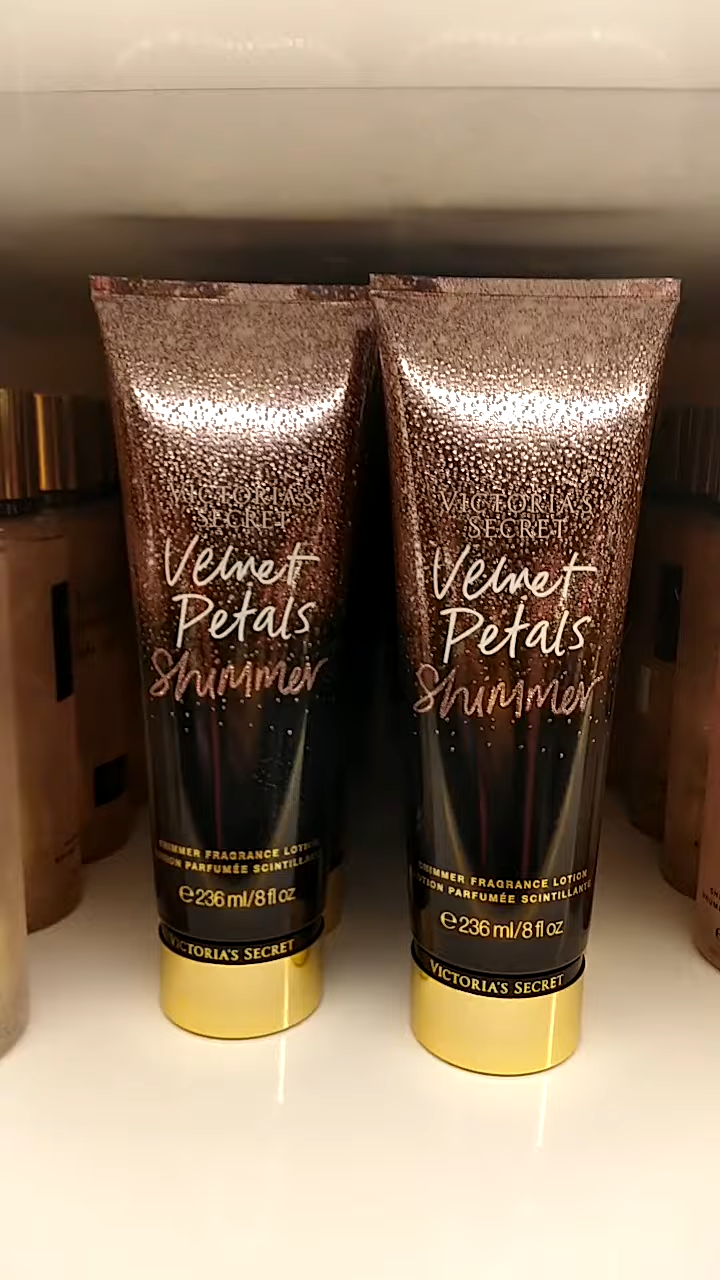 VICTORIA'S
SECRET
Velvet
Petals
Shimmer
SHIMMER FRAGRANCE LOTION
LOTION PARFUMÉE SCINTILLANTE
℮236 ml/8 fl oz
VICTORIA'S SECRET
VICTORIA'S
SECRET
Velvet
Petals
Shimmer
SHIMMER FRAGRANCE LOTION
LOTION PARFUMÉE SCINTILLANTE
℮236 ml/8 fl oz
VICTORIA'S SECRET